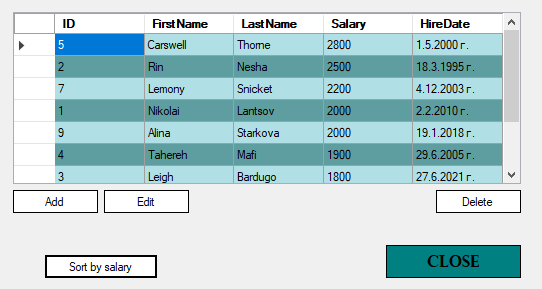 ID FirstName LastName Salary HireDate
5 Carswell Thorne 2800 1.5.2000 г.
2 Rin Nesha 2500 18.3.1995 г.
7 Lemony Snicket 2200 4.12.2003 г.
1 Nikolai Lantsov 2000 2.2.2010 г.
9 Alina Starkova 2000 19.1.2018 г.
4 Tahereh Mafi 1900 29.6.2005 г.
3 Leigh Bardugo 1800 27.6.2021 г.
Add Edit Delete
Sort by salary CLOSE